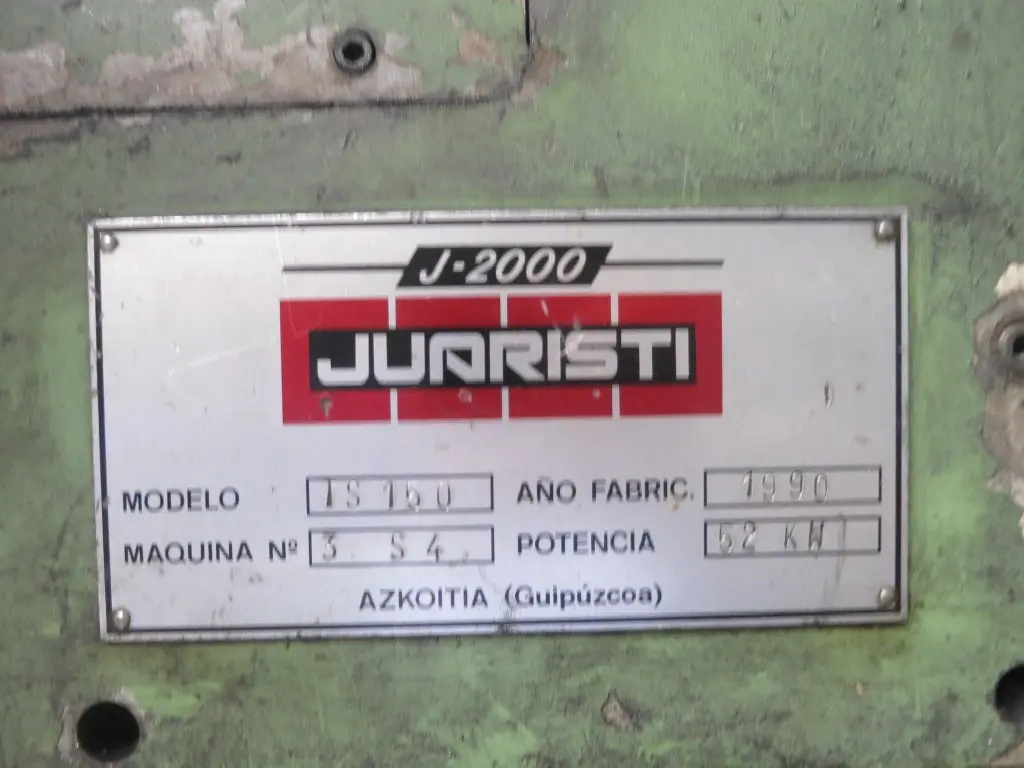 J-2000
JUARISTI
MODELO TS 150 AÑO FABRIC. 1990
MAQUINA Nº 3 S 4 POTENCIA 52 KW
AZKOITIA (Guipúzcoa)